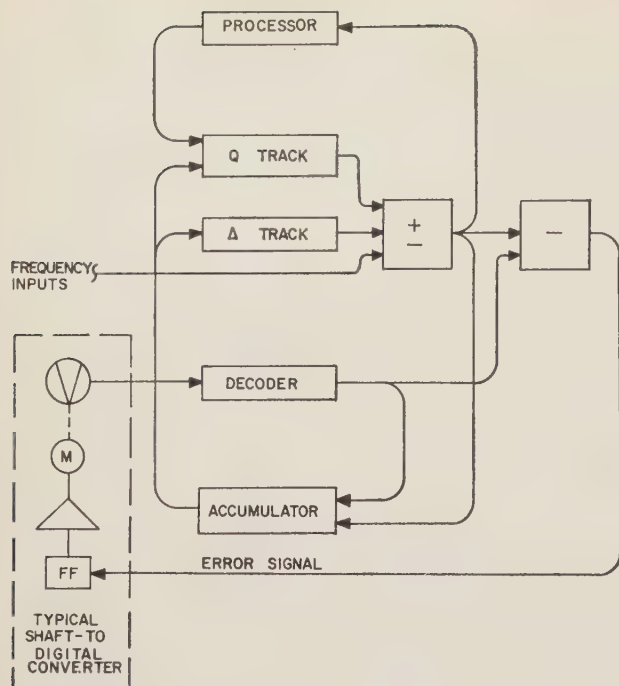 PROCESSOR
Q TRACK
Δ TRACK
+
-
-
FREQUENCY
INPUTS
DECODER
M
ACCUMULATOR
FF
ERROR SIGNAL
TYPICAL
SHAFT-TO
DIGITAL
CONVERTER